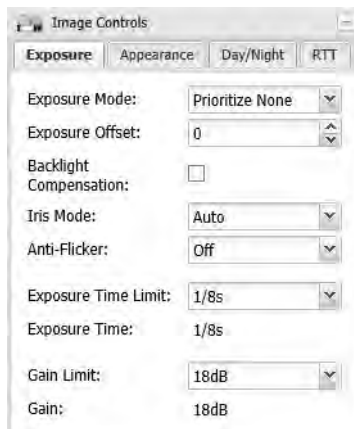 Image Controls
Exposure Appearance Day/Night RTT
Exposure Mode: Prioritize None
Exposure Offset: 0
Backlight
Compensation:
Iris Mode: Auto
Anti-Flicker: Off
Exposure Time Limit: 1/8s
Exposure Time: 1/8s
Gain Limit: 18dB
Gain: 18dB